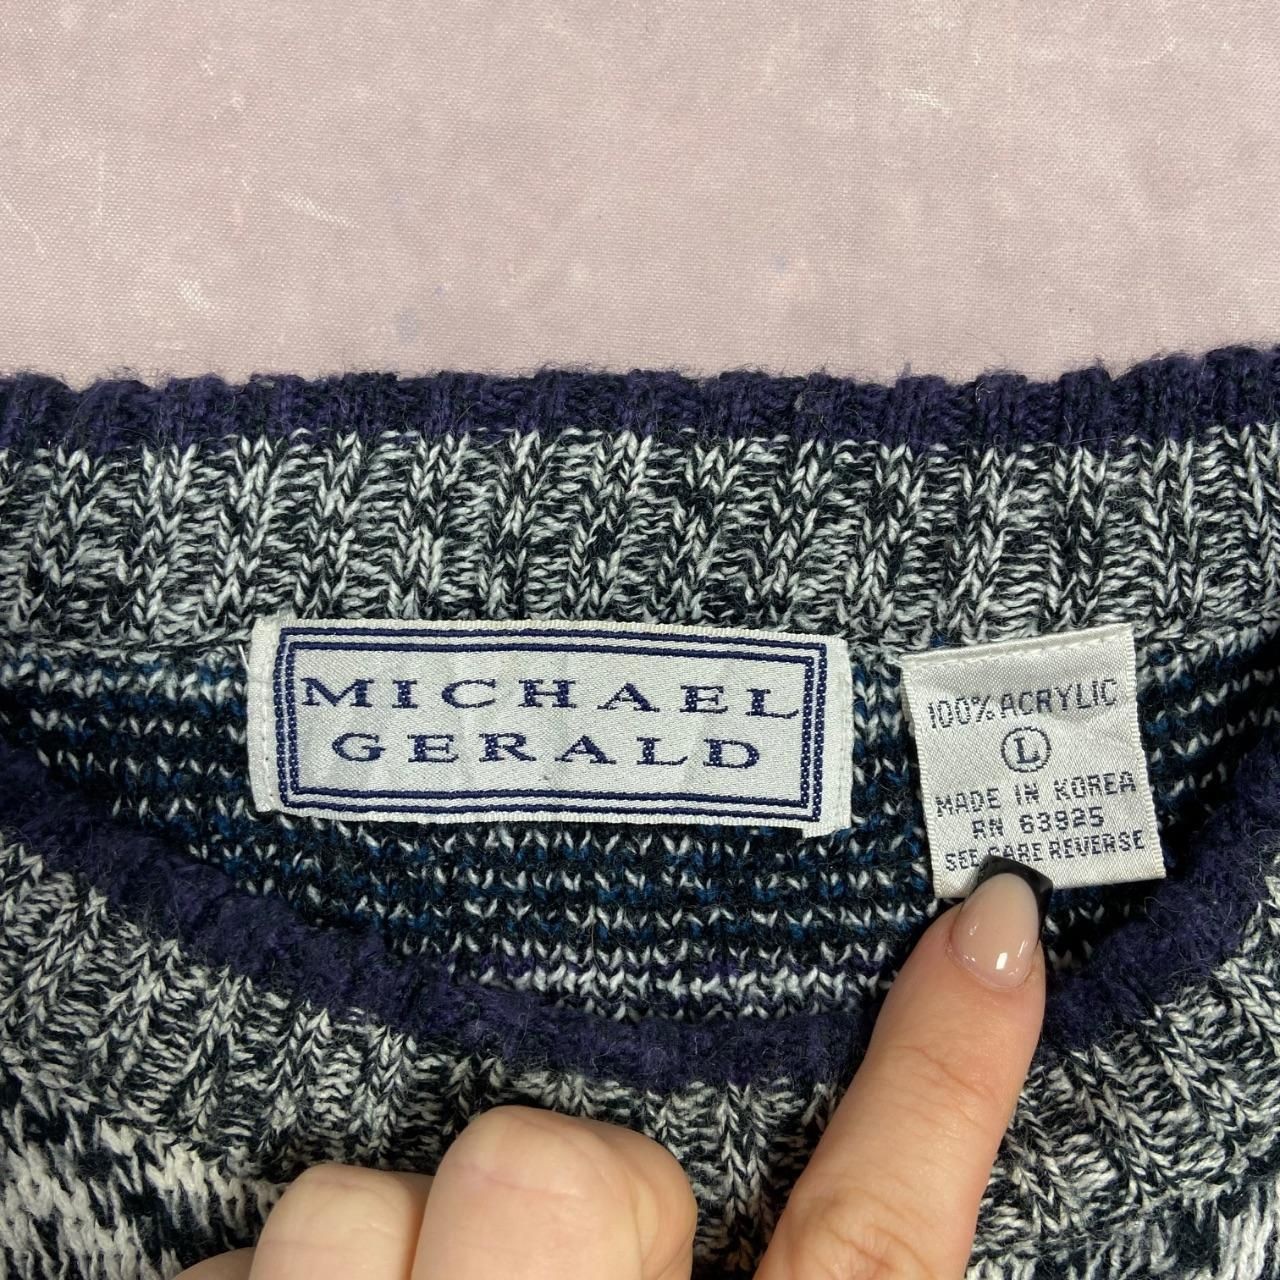 MICHAEL
GERALD
100% ACRYLIC
L
MADE IN KOREA
RN 63925
SEE CARE REVERSE